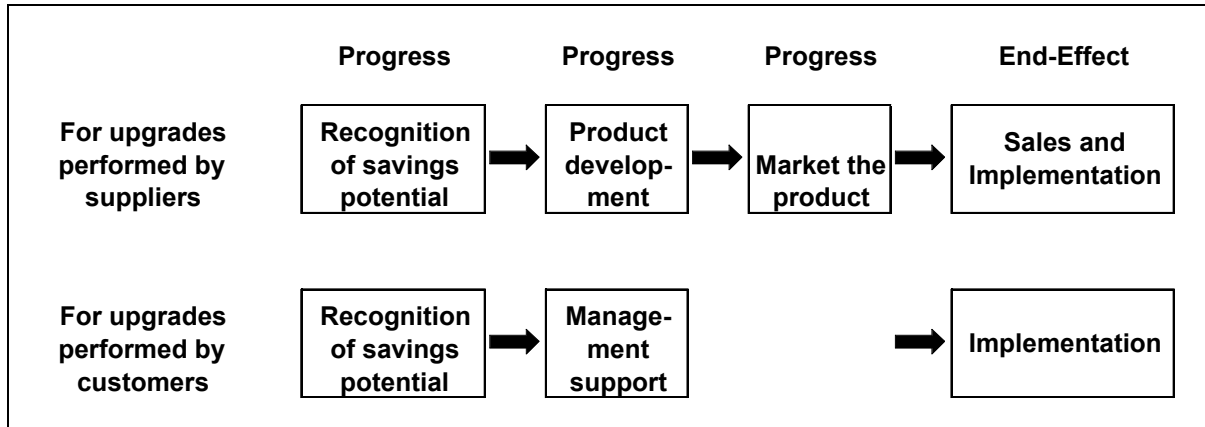 Progress Progress Progress End-Effect
For upgrades
performed by
suppliers
Recognition
of savings
potential
Product
develop-
ment
Market the
product
Sales and
Implementation
For upgrades
performed by
customers
Recognition
of savings
potential
Manage-
ment
support
Implementation